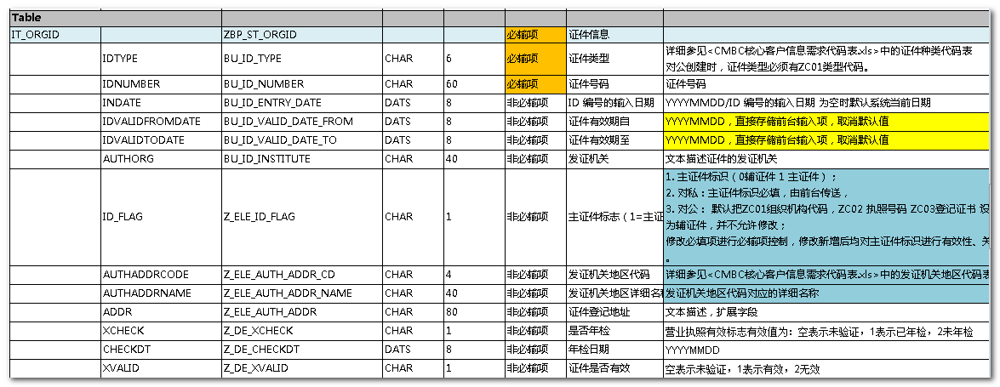 Table
IT_ORGID ZBP_ST_ORGID 必输项 证件信息
IDTYPE BU_ID_TYPE CHAR 6 必输项 证件类型 详细参见<CMBC核心客户信息需求代码表.xls>中的证件种类代码表
对公创建时，证件类型必须有ZC01类型代码。
IDNUMBER BU_ID_NUMBER CHAR 60 必输项 证件号码 证件号码
INDATE BU_ID_ENTRY_DATE DATS 8 非必输项 ID 编号的输入日期 YYYYMMDD/ID 编号的输入日期 为空时默认系统当前日期
IDVALIDFROMDATE BU_ID_VALID_DATE_FROM DATS 8 非必输项 证件有效期自 YYYYMMDD，直接存储前台输入项，取消默认值
IDVALIDTODATE BU_ID_VALID_DATE_TO DATS 8 非必输项 证件有效期至 YYYYMMDD，直接存储前台输入项，取消默认值
AUTHORG BU_ID_INSTITUTE CHAR 40 非必输项 发证机关 文本描述证件的发证机关
ID_FLAG Z_ELE_ID_FLAG CHAR 1 非必输项 主证件标志（1=主证 1. 主证件标识（0辅证件 1 主证件）；
2. 对私：主证件标识必填，由前台传送，
3. 对公： 默认把ZC01组织机构代码，ZC02 执照号码 ZC03登记证书 设
为辅证件，并不允许修改；
修改必填项进行必输项控制，修改新增后均对主证件标识进行有效性、关
。
AUTHADDRCODE Z_ELE_AUTH_ADDR_CD CHAR 4 非必输项 发证机关地区代码 详细参见<CMBC核心客户信息需求代码表.xls>中的发证机关地区代码表
AUTHADDRNAME Z_ELE_AUTH_ADDR_NAME CHAR 40 非必输项 发证机关地区详细名称 发证机关地区代码对应的详细名称
ADDR Z_ELE_AUTH_ADDR CHAR 80 非必输项 证件登记地址 文本描述，扩展字段
XCHECK Z_DE_XCHECK CHAR 1 非必输项 是否年检 营业执照有效标志有效值为：空表示未验证，1表示已年检，2未年检
CHECKDT Z_DE_CHECKDT DATS 8 非必输项 年检日期 YYYYMMDD
XVALID Z_DE_XVALID CHAR 1 非必输项 证件是否有效 空表示未验证，1表示有效，2无效